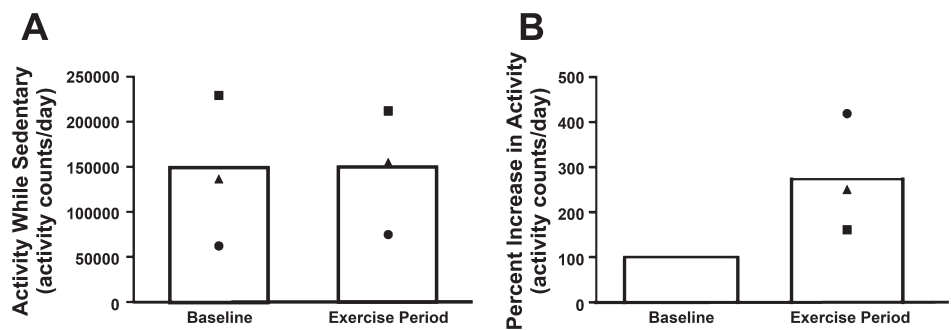 A
Activity While Sedentary
(activity counts/day)
250000
200000
150000
100000
50000
0
Baseline
Exercise Period
B
Percent Increase in Activity
(activity counts/day)
500
400
300
200
100
0
Baseline
Exercise Period